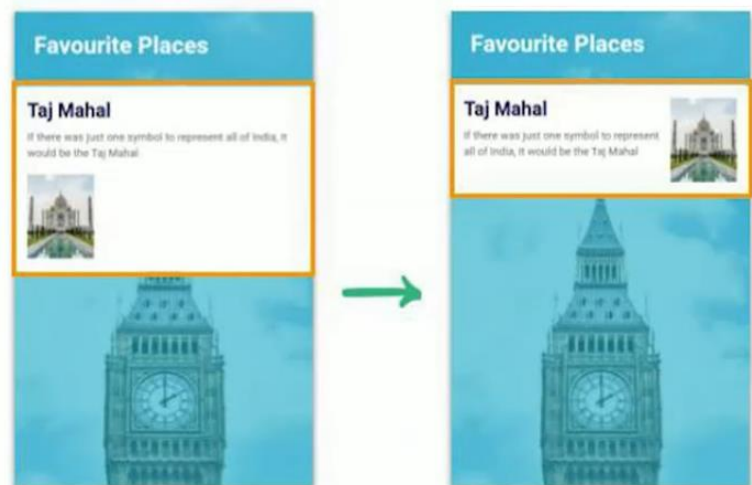 Favourite Places
Taj Mahal
If there was just one symbol to represent all of India, it
would be the Taj Mahal
Favourite Places
Taj Mahal
If there was just one symbol to represent
all of India, it would be the Taj Mahal